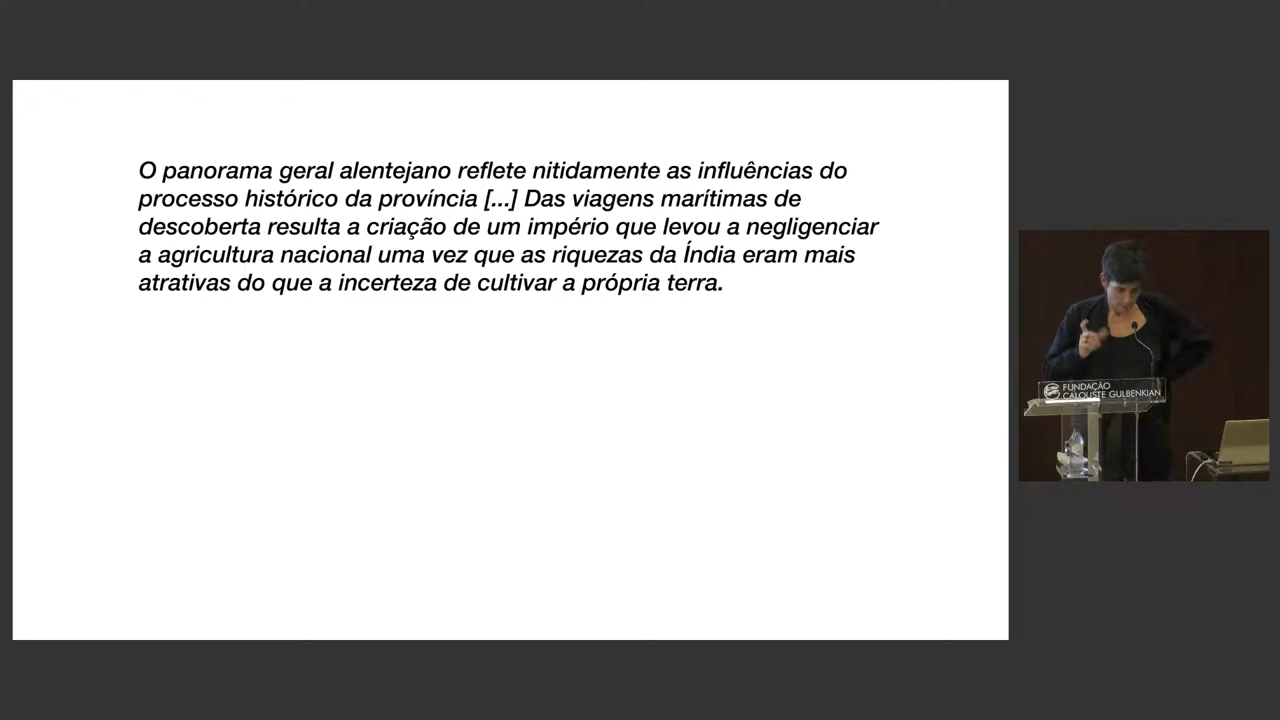 O panorama geral alentejano reflete nitidamente as influências do
processo histórico da província [...] Das viagens marítimas de
descoberta resulta a criação de um império que levou a negligenciar
a agricultura nacional uma vez que as riquezas da Índia eram mais
atrativas do que a incerteza de cultivar a própria terra.
FUNDAÇÃO
CALOUSTE GULBENKIAN